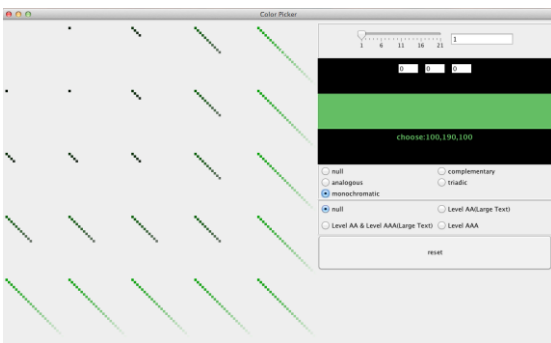 Color Picker
1 6 11 16 21
1
0 0 0
choose:100,190,100
null complementary
analogous triadic
monochromatic
null Level AA(Large Text)
Level AA & Level AAA(Large Text) Level AAA
reset